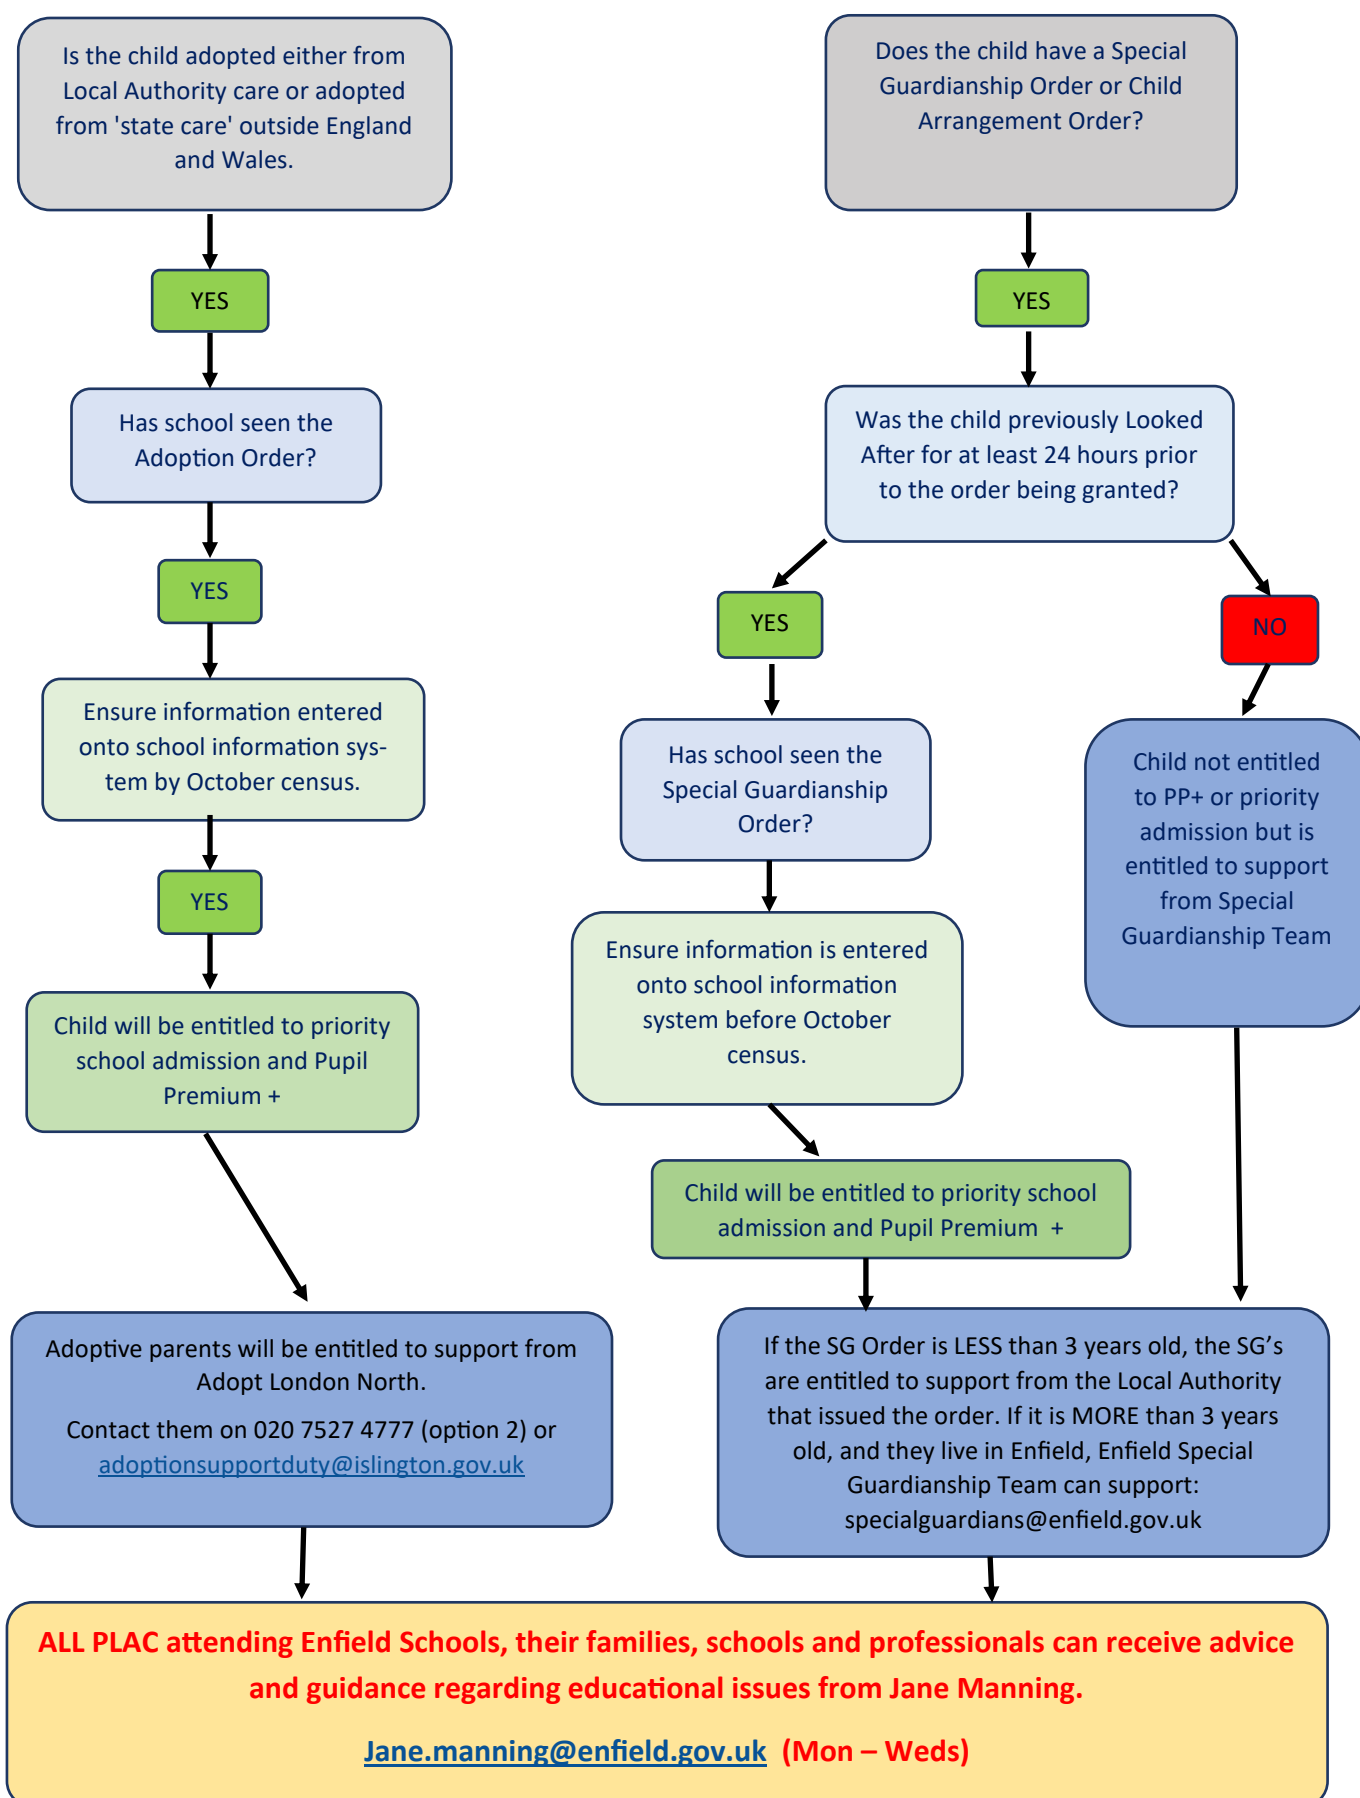 Is the child adopted either from
Local Authority care or adopted
from 'state care' outside England
and Wales.
YES
Has school seen the
Adoption Order?
YES
Ensure information entered
onto school information sys-
tem by October census.
YES
Child will be entitled to priority
school admission and Pupil
Premium +
Adoptive parents will be entitled to support from
Adopt London North.
Contact them on 020 7527 4777 (option 2) or
adoptionsupportduty@islington.gov.uk
Does the child have a Special
Guardianship Order or Child
Arrangement Order?
YES
Was the child previously Looked
After for at least 24 hours prior
to the order being granted?
YES
Has school seen the
Special Guardianship
Order?
Ensure information is entered
onto school information
system before October
census.
Child will be entitled to priority school
admission and Pupil Premium +
NO
Child not entitled
to PP+ or priority
admission but is
entitled to support
from Special
Guardianship Team
If the SG Order is LESS than 3 years old, the SG’s
are entitled to support from the Local Authority
that issued the order. If it is MORE than 3 years
old, and they live in Enfield, Enfield Special
Guardianship Team can support:
specialguardians@enfield.gov.uk
ALL PLAC attending Enfield Schools, their families, schools and professionals can receive advice
and guidance regarding educational issues from Jane Manning.
Jane.manning@enfield.gov.uk (Mon – Weds)